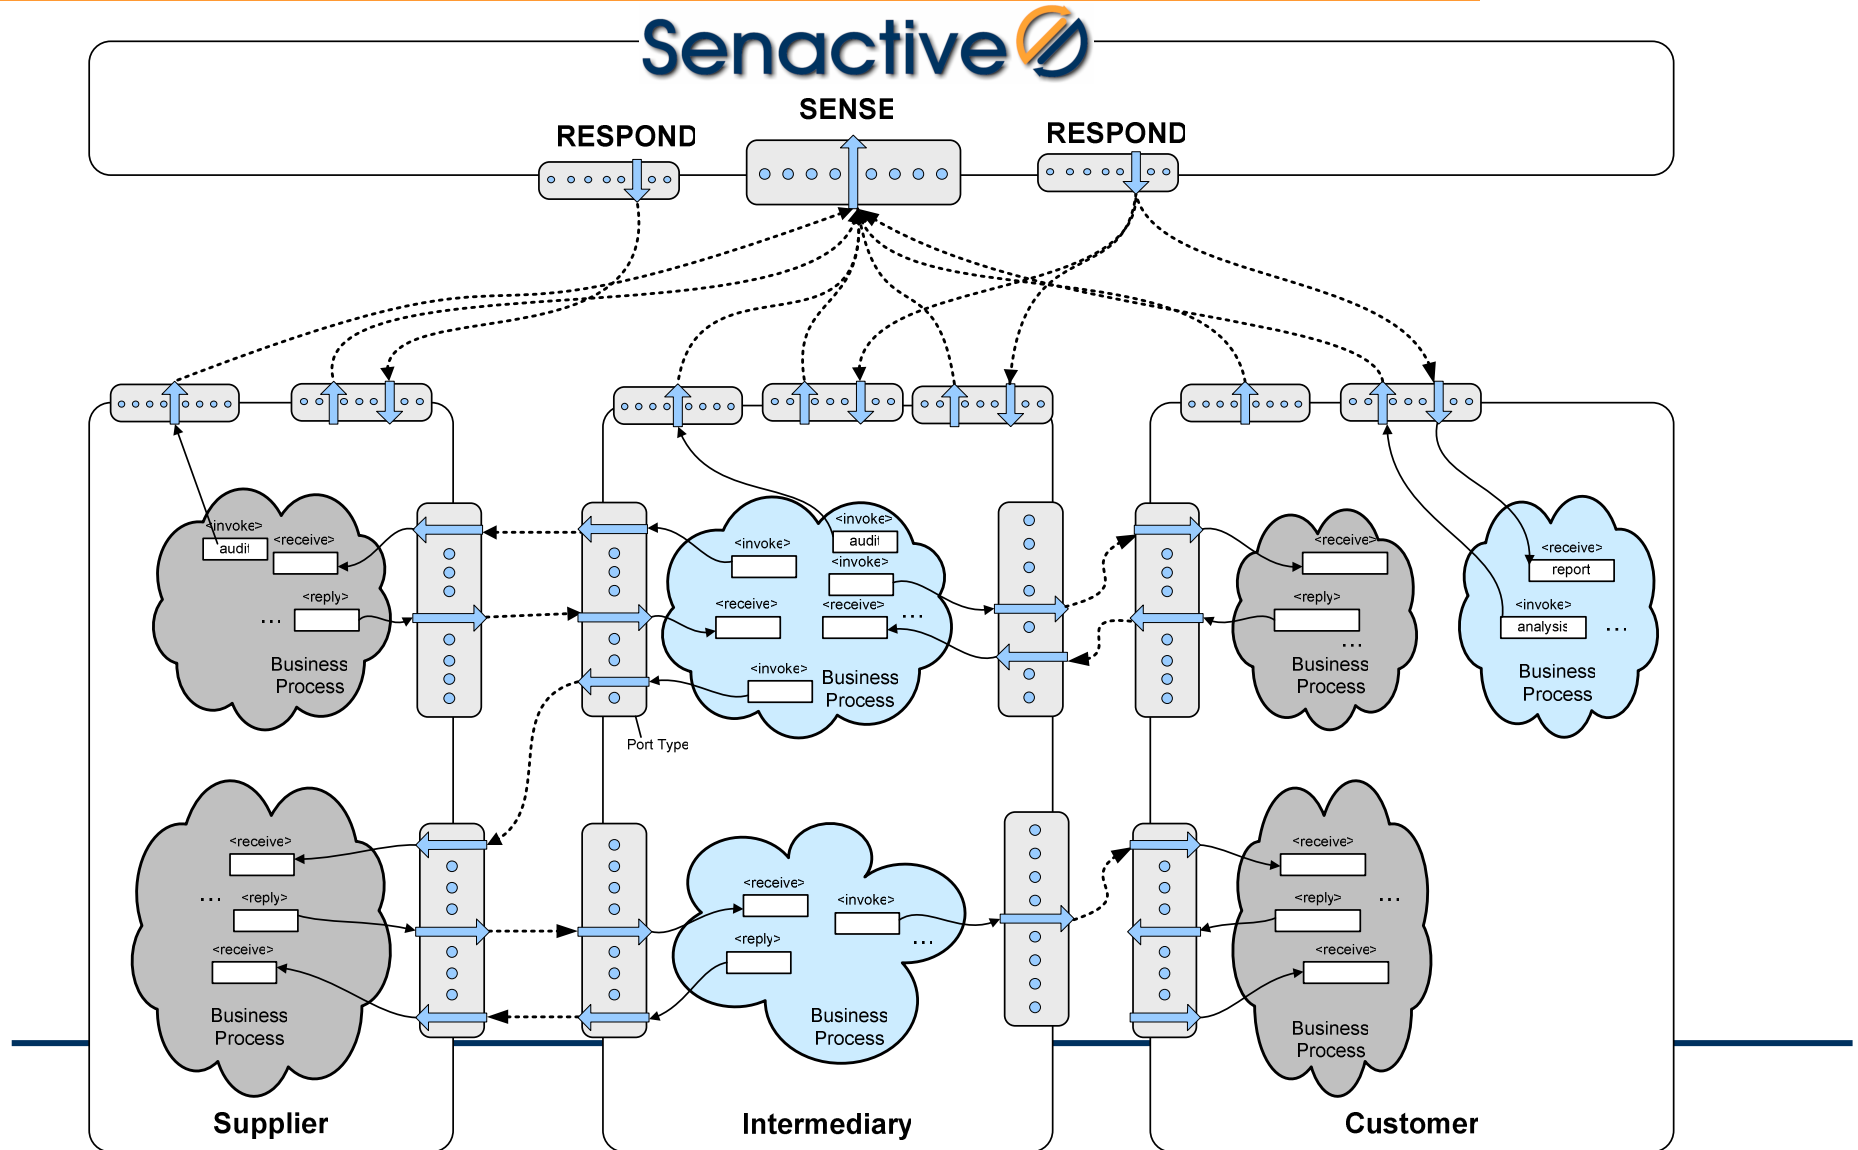 Senactive
SENSE
RESPOND
RESPOND
<invoke>
audit
<receive>
<reply>
...
Business
Process
<invoke>
<invoke>
audit
<invoke>
<receive>
<receive>
...
<invoke>
Business
Process
Port Type
<receive>
<reply>
...
Business
Process
<receive>
report
<invoke>
analysis
...
Business
Process
<receive>
...
<reply>
<receive>
Business
Process
<receive>
<invoke>
<reply>
...
Business
Process
<receive>
<reply>
...
<receive>
Business
Process
Supplier
Intermediary
Customer